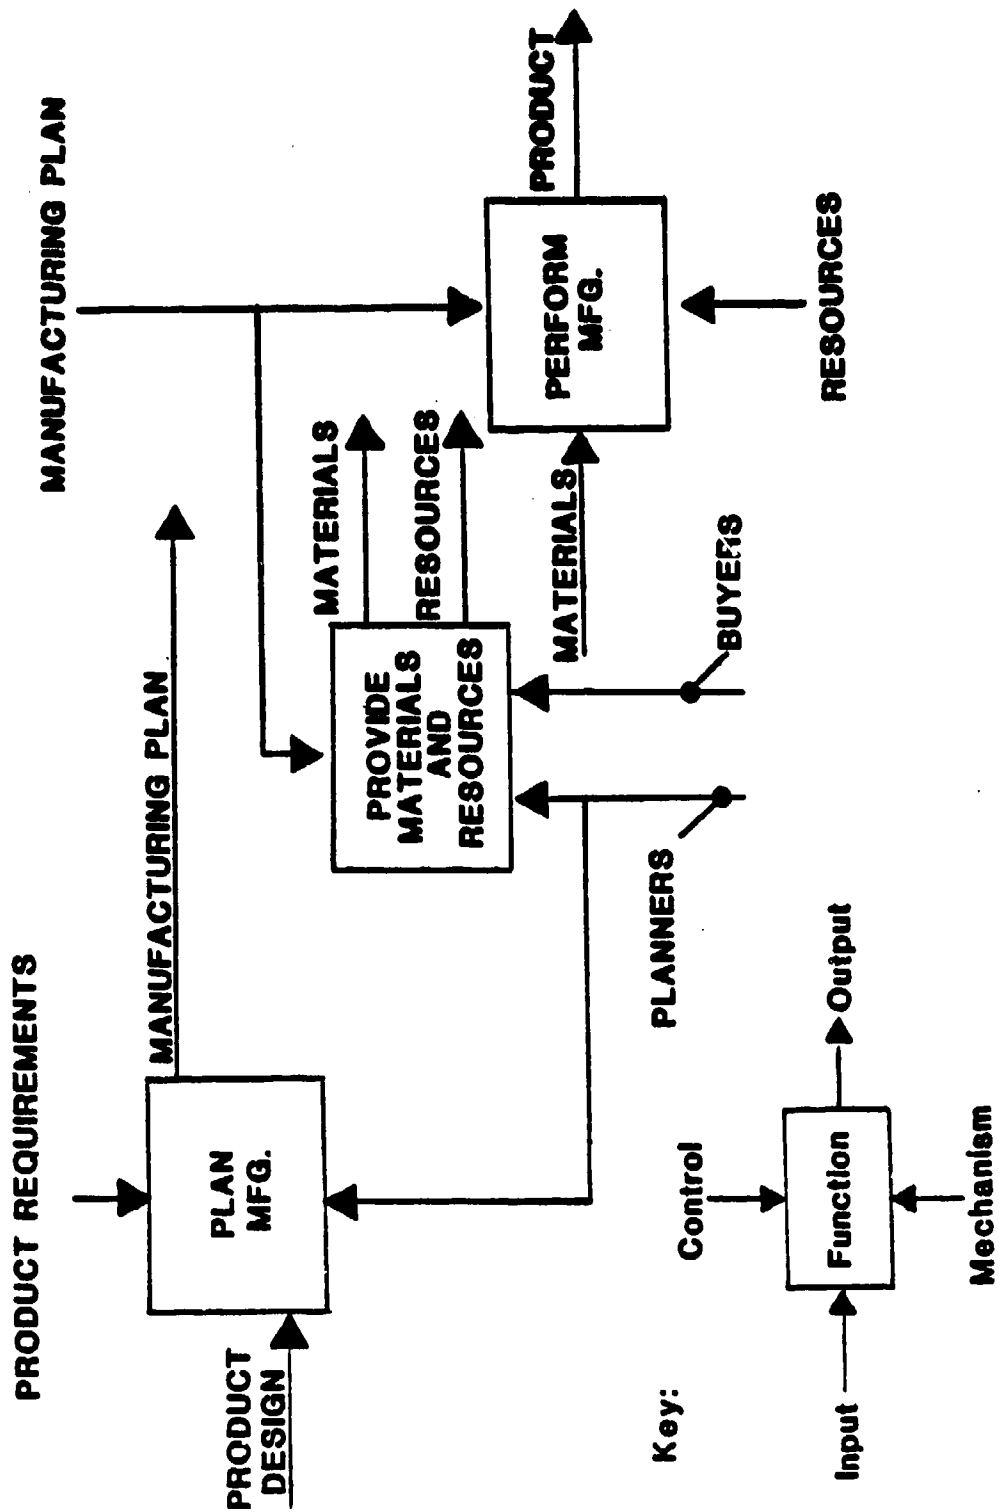 PRODUCT REQUIREMENTS
MANUFACTURING PLAN
MANUFACTURING PLAN
PLAN
MFG.
PRODUCT
DESIGN
MATERIALS
RESOURCES
PROVIDE
MATERIALS
AND
RESOURCES
PRODUCT
PERFORM
MFG.
MATERIALS
PLANNERS
BUYERS
RESOURCES
Key:
Control
Input
Function
Output
Mechanism